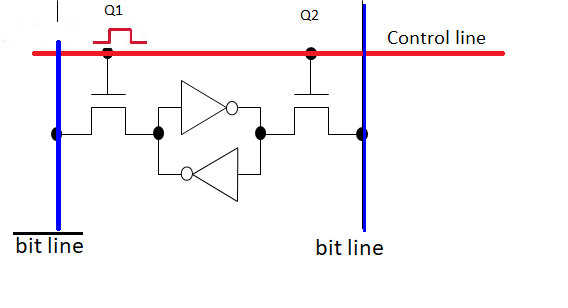 Q1
Q2
Control line
bit line
bit line